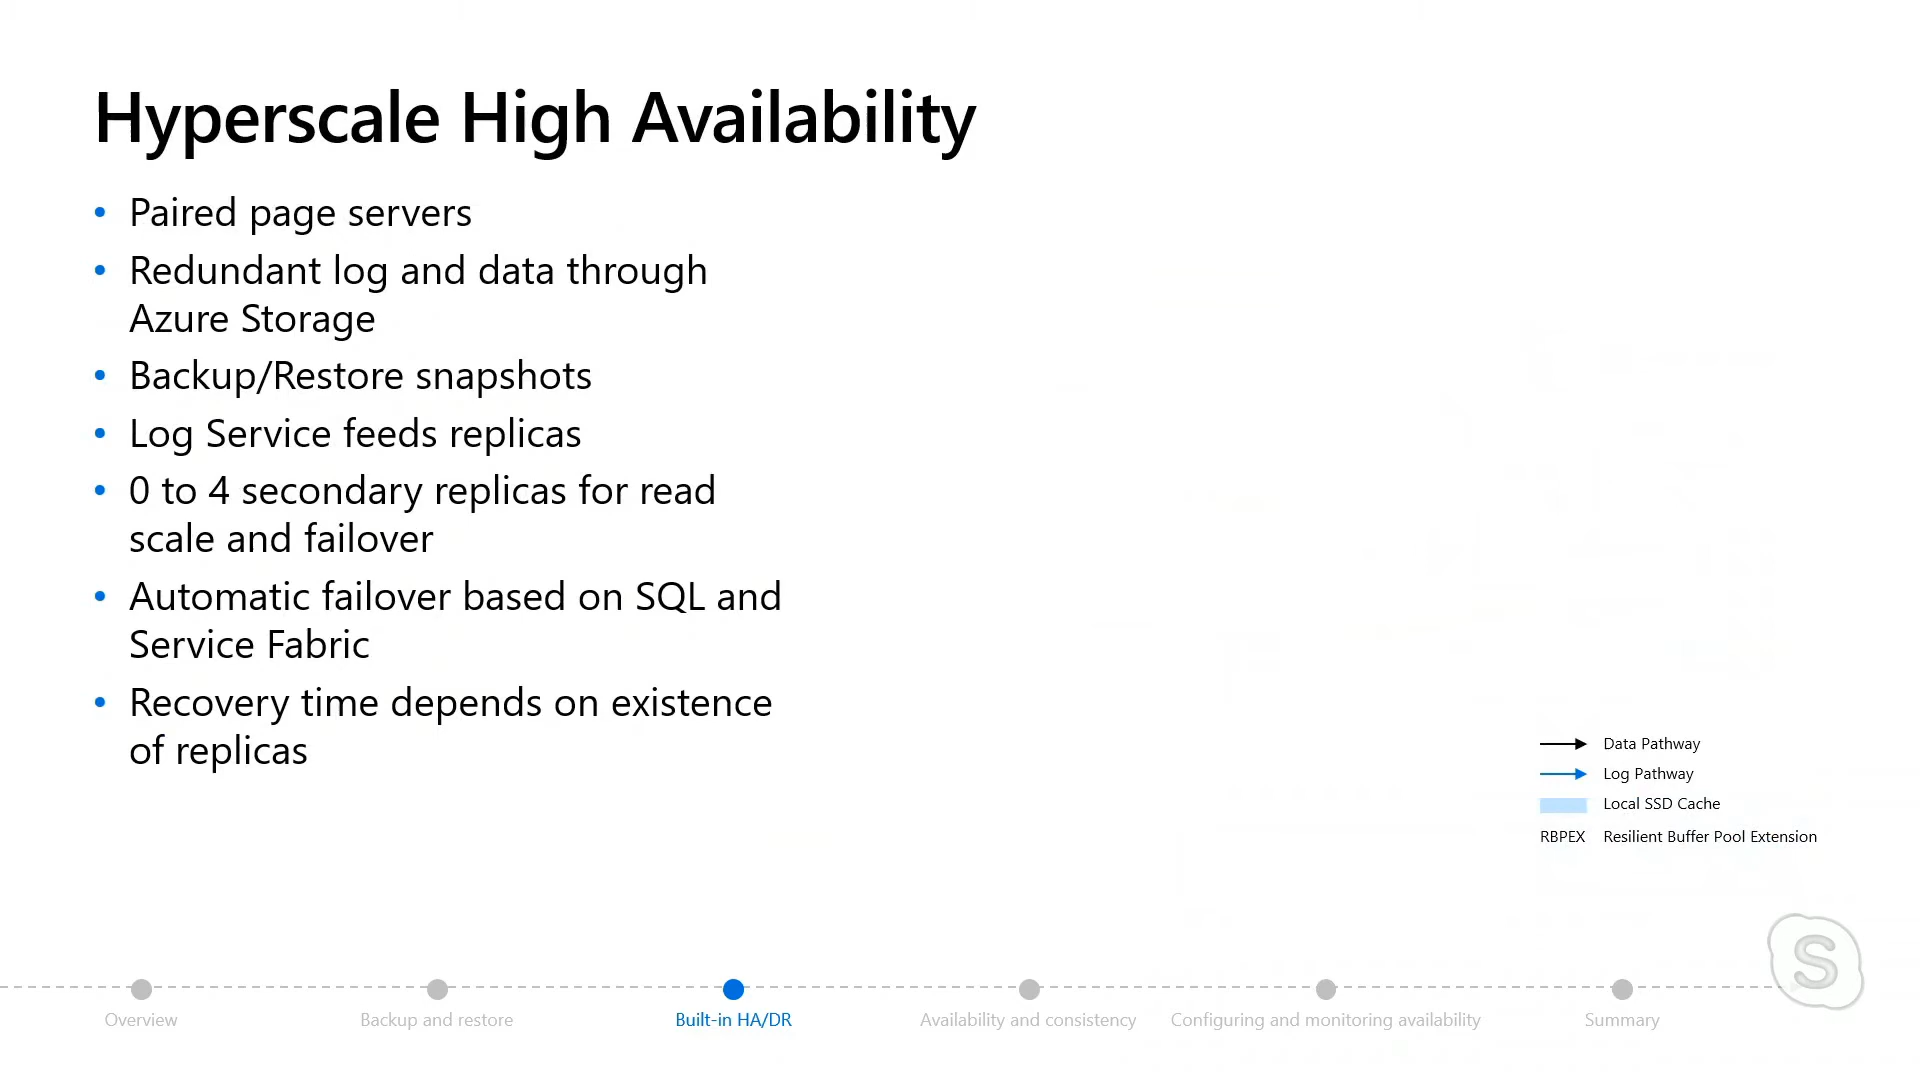 Hyperscale High Availability
• Paired page servers
• Redundant log and data through
Azure Storage
• Backup/Restore snapshots
• Log Service feeds replicas
• 0 to 4 secondary replicas for read
scale and failover
• Automatic failover based on SQL and
Service Fabric
• Recovery time depends on existence
of replicas
Data Pathway
Log Pathway
Local SSD Cache
RBPEX Resilient Buffer Pool Extension
S
Overview
Backup and restore
Built-in HA/DR
Availability and consistency
Configuring and monitoring availability
Summary